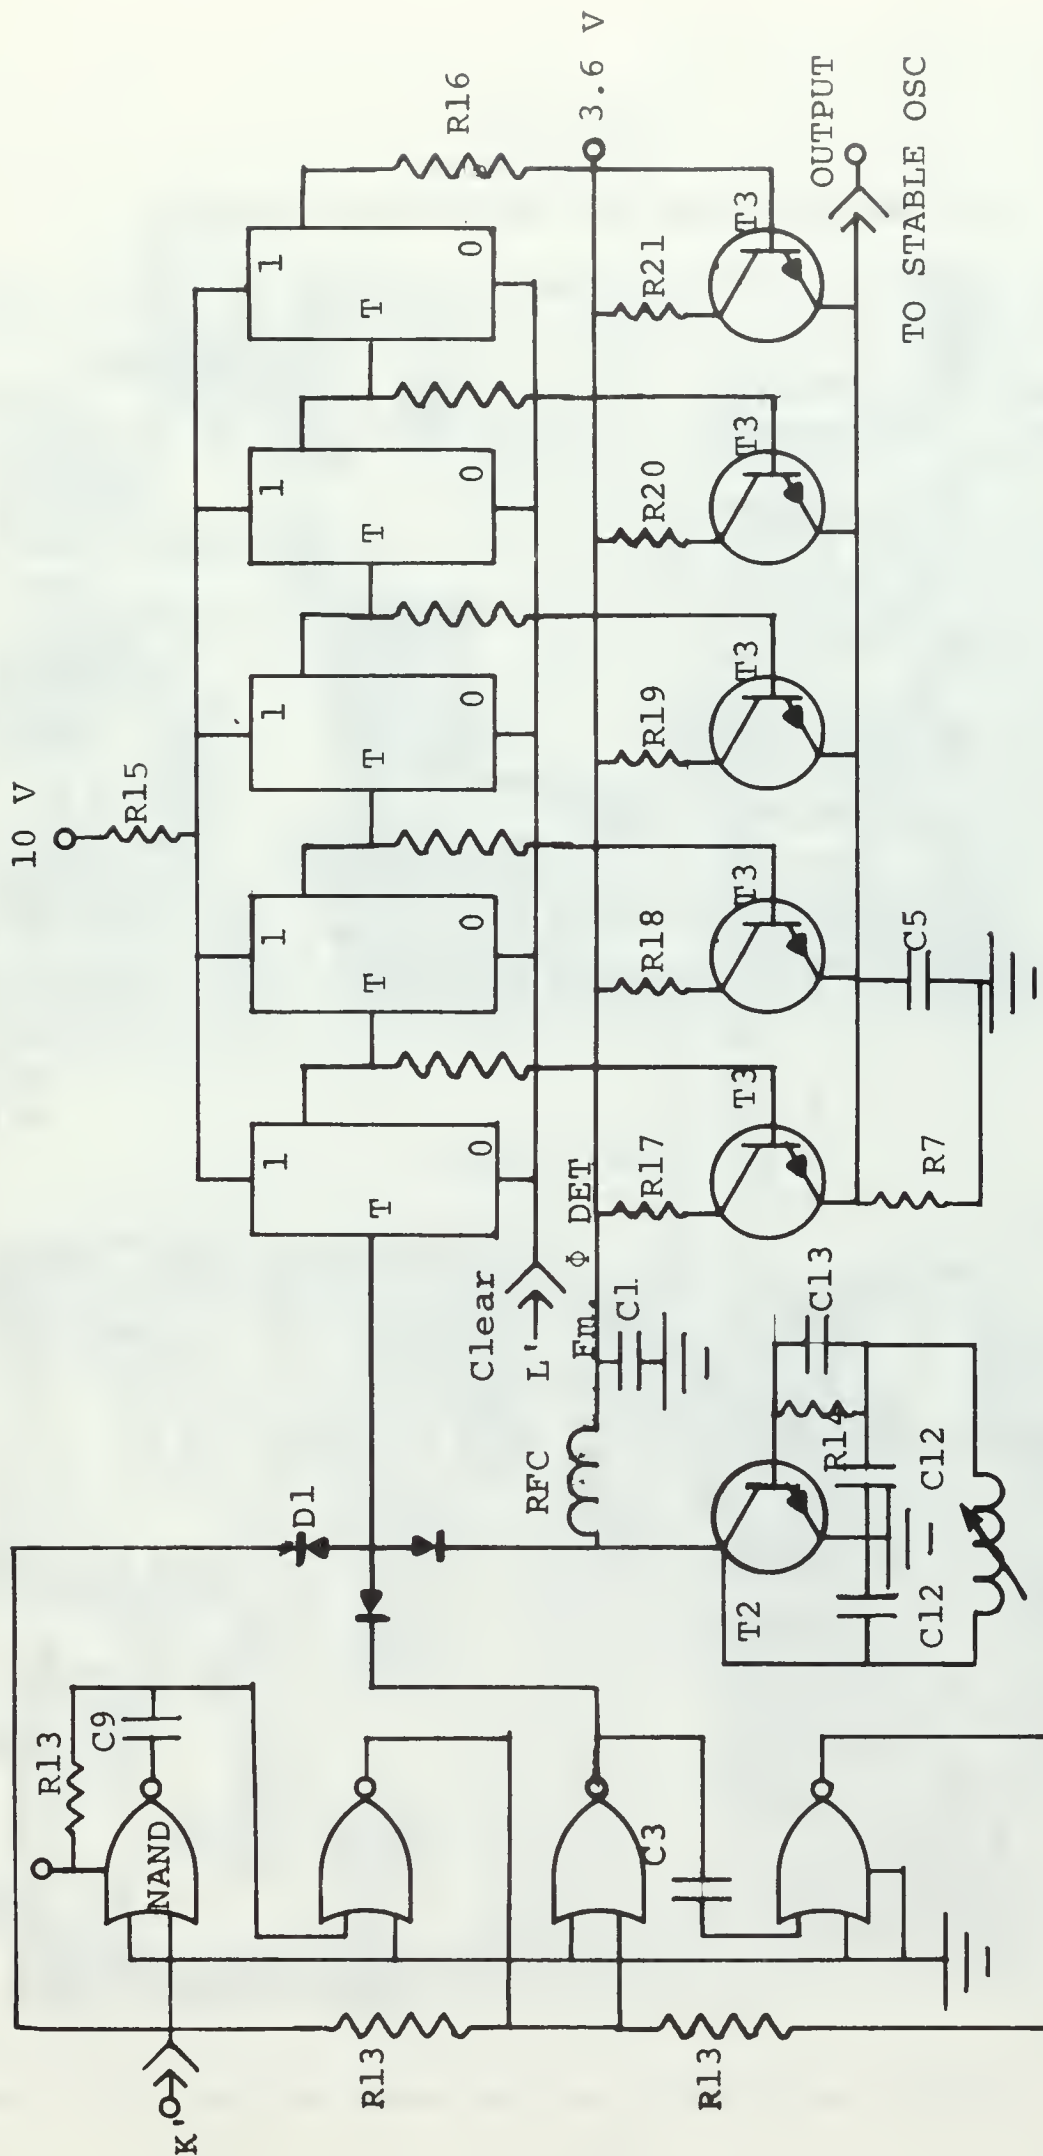 10 V
R15
R16
1
T
0
1
T
0
1
T
0
1
T
0
1
T
0
3.6 V
Clear
L'
Fm. Φ DET
RFC
C1
R17
R18
R19
R20
R21
T3
T3
T3
T3
T3
OUTPUT
TO STABLE OSC
C5
R7
D1
T2
R14
C13
C12
C12
R13
C9
NAND
C3
K'
R13
R13